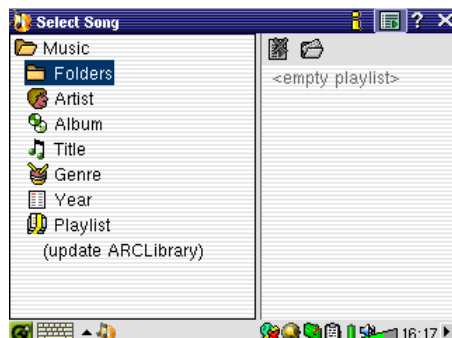 Select Song
?
Music
Folders
<empty playlist>
Artist
Album
Title
Genre
Year
Playlist
(update ARCLibrary)
16:17